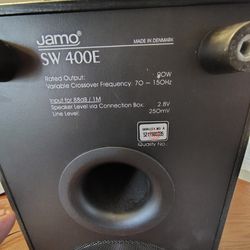 Jamo®
MADE IN DENMARK
SW 400E
Rated Output: 90W
Variable Crossover Frequency: 70 - 150Hz
Input for 88dB / 1M
Speaker Level via Connection Box: 2.8V
Line Level: 250mV
Quality No.: